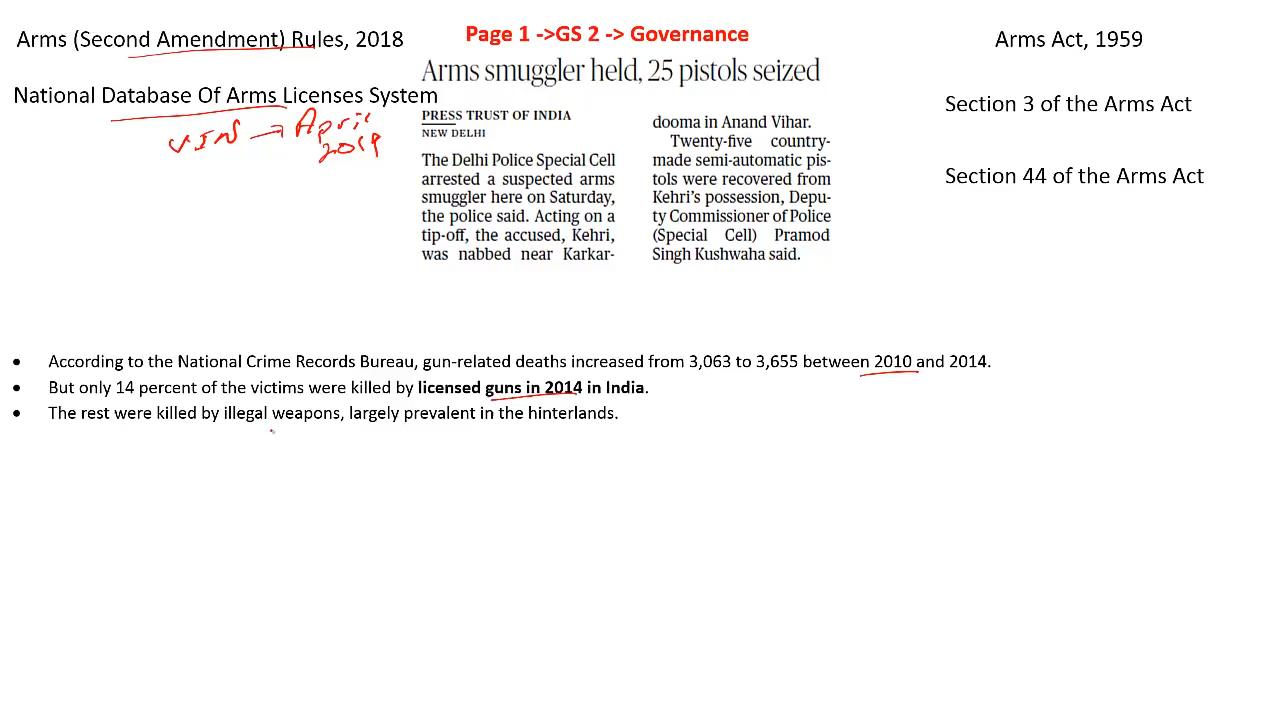 Arms (Second Amendment) Rules, 2018
National Database Of Arms Licenses System
VIN → April
2019
Page 1 ->GS 2 -> Governance
Arms smuggler held, 25 pistols seized
PRESS TRUST OF INDIA
NEW DELHI
The Delhi Police Special Cell
arrested a suspected arms
smuggler here on Saturday,
the police said. Acting on a
tip-off, the accused, Kehri,
was nabbed near Karkar-
dooma in Anand Vihar.
Twenty-five country-
made semi-automatic pis-
tols were recovered from
Kehri's possession, Depu-
ty Commissioner of Police
(Special Cell) Pramod
Singh Kushwaha said.
Arms Act, 1959
Section 3 of the Arms Act
Section 44 of the Arms Act
• According to the National Crime Records Bureau, gun-related deaths increased from 3,063 to 3,655 between 2010 and 2014.
• But only 14 percent of the victims were killed by licensed guns in 2014 in India.
• The rest were killed by illegal weapons, largely prevalent in the hinterlands.